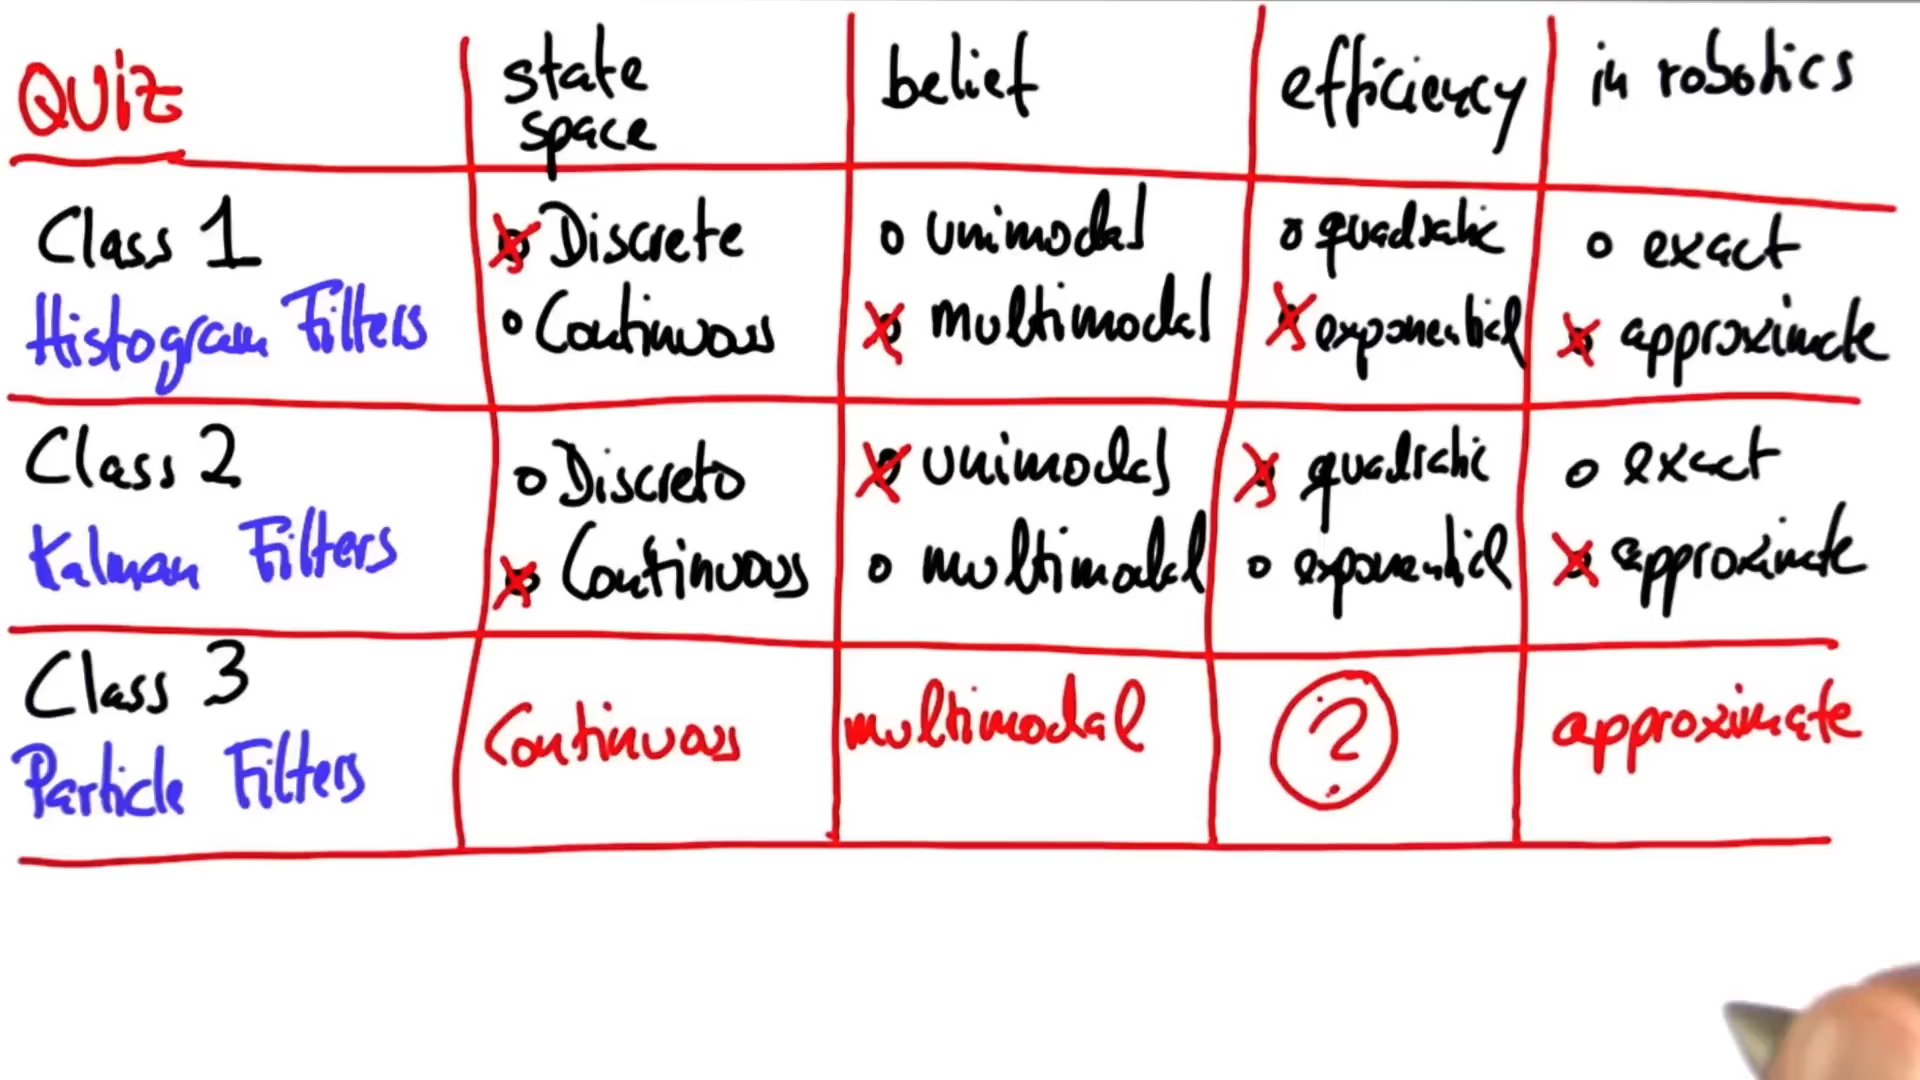 QUIZ
state space
belief
efficiency
in robotics
Class 1
Histogram Filters
Discrete
Continuous
unimodal
multimodal
quadratic
exponential
exact
approximate
Class 2
Kalman Filters
Discrete
Continuous
unimodal
multimodal
quadratic
exponential
exact
approximate
Class 3
Particle Filters
Continuous
multimodal
?
approximate